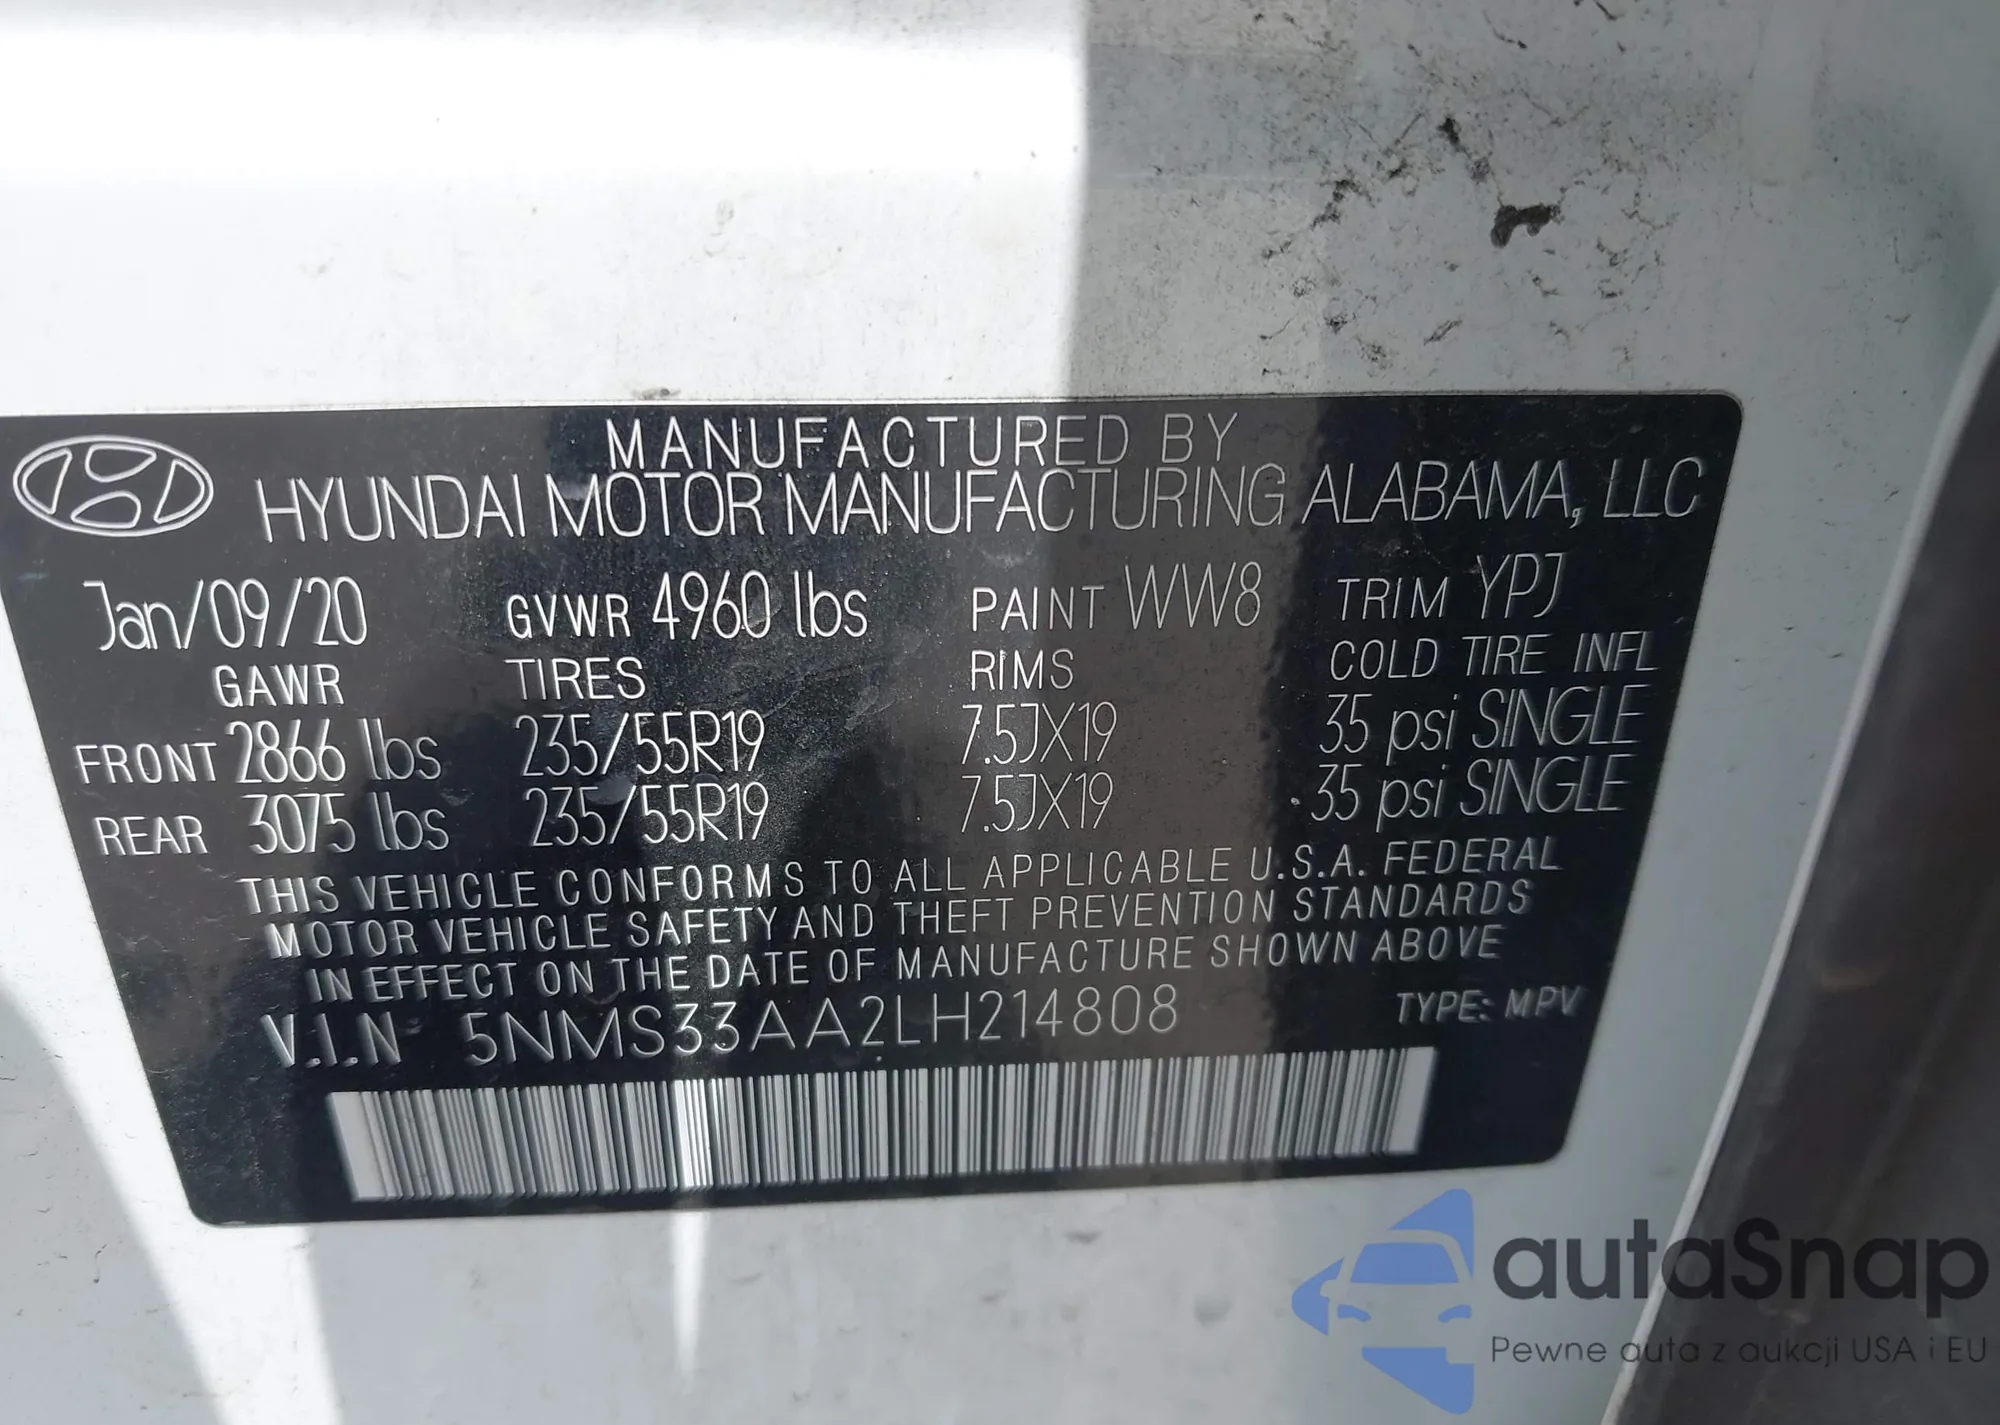 MANUFACTURED BY
HYUNDAI MOTOR MANUFACTURING ALABAMA, LLC
Jan/09/20 GVWR 4960 lbs PAINT WW8 TRIM YPJ
GAWR TIRES RIMS COLD TIRE INFL
FRONT 2866 lbs 235/55R19 7.5JX19 35 psi SINGLE
REAR 3075 lbs 235/55R19 7.5JX19 35 psi SINGLE
THIS VEHICLE CONFORMS TO ALL APPLICABLE U.S.A. FEDERAL
MOTOR VEHICLE SAFETY AND THEFT PREVENTION STANDARDS
IN EFFECT ON THE DATE OF MANUFACTURE SHOWN ABOVE
V.I.N 5NMS33AA2LH214808 TYPE: MPV
autaSnap
Pewne auta z aukcji USA i EU